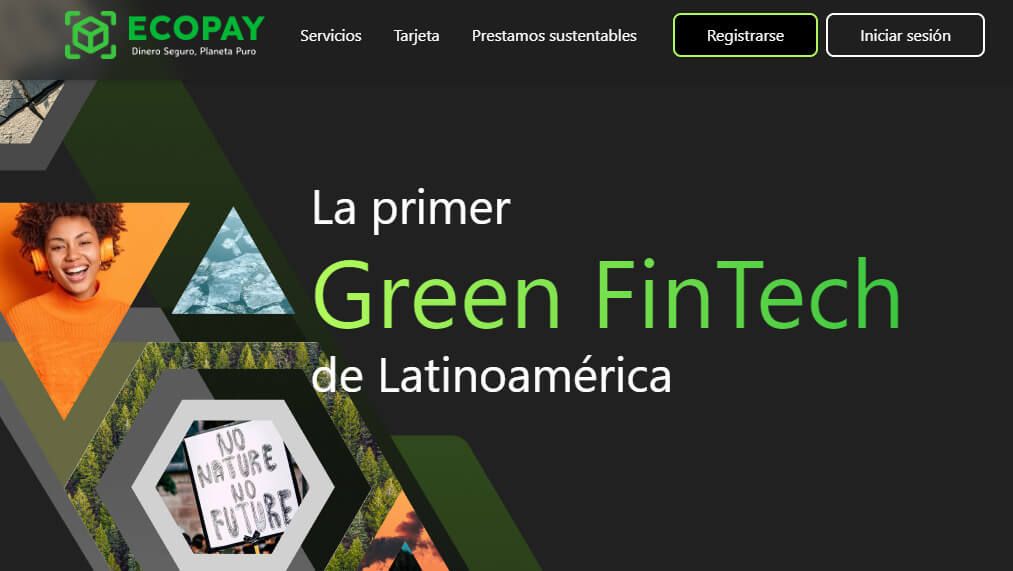 ECOPAY
Dinero Seguro, Planeta Puro
Servicios
Tarjeta
Prestamos sustentables
Registrarse
Iniciar sesión
La primer
Green FinTech
de Latinoamérica
NO
NATURE
NO
FUTURE